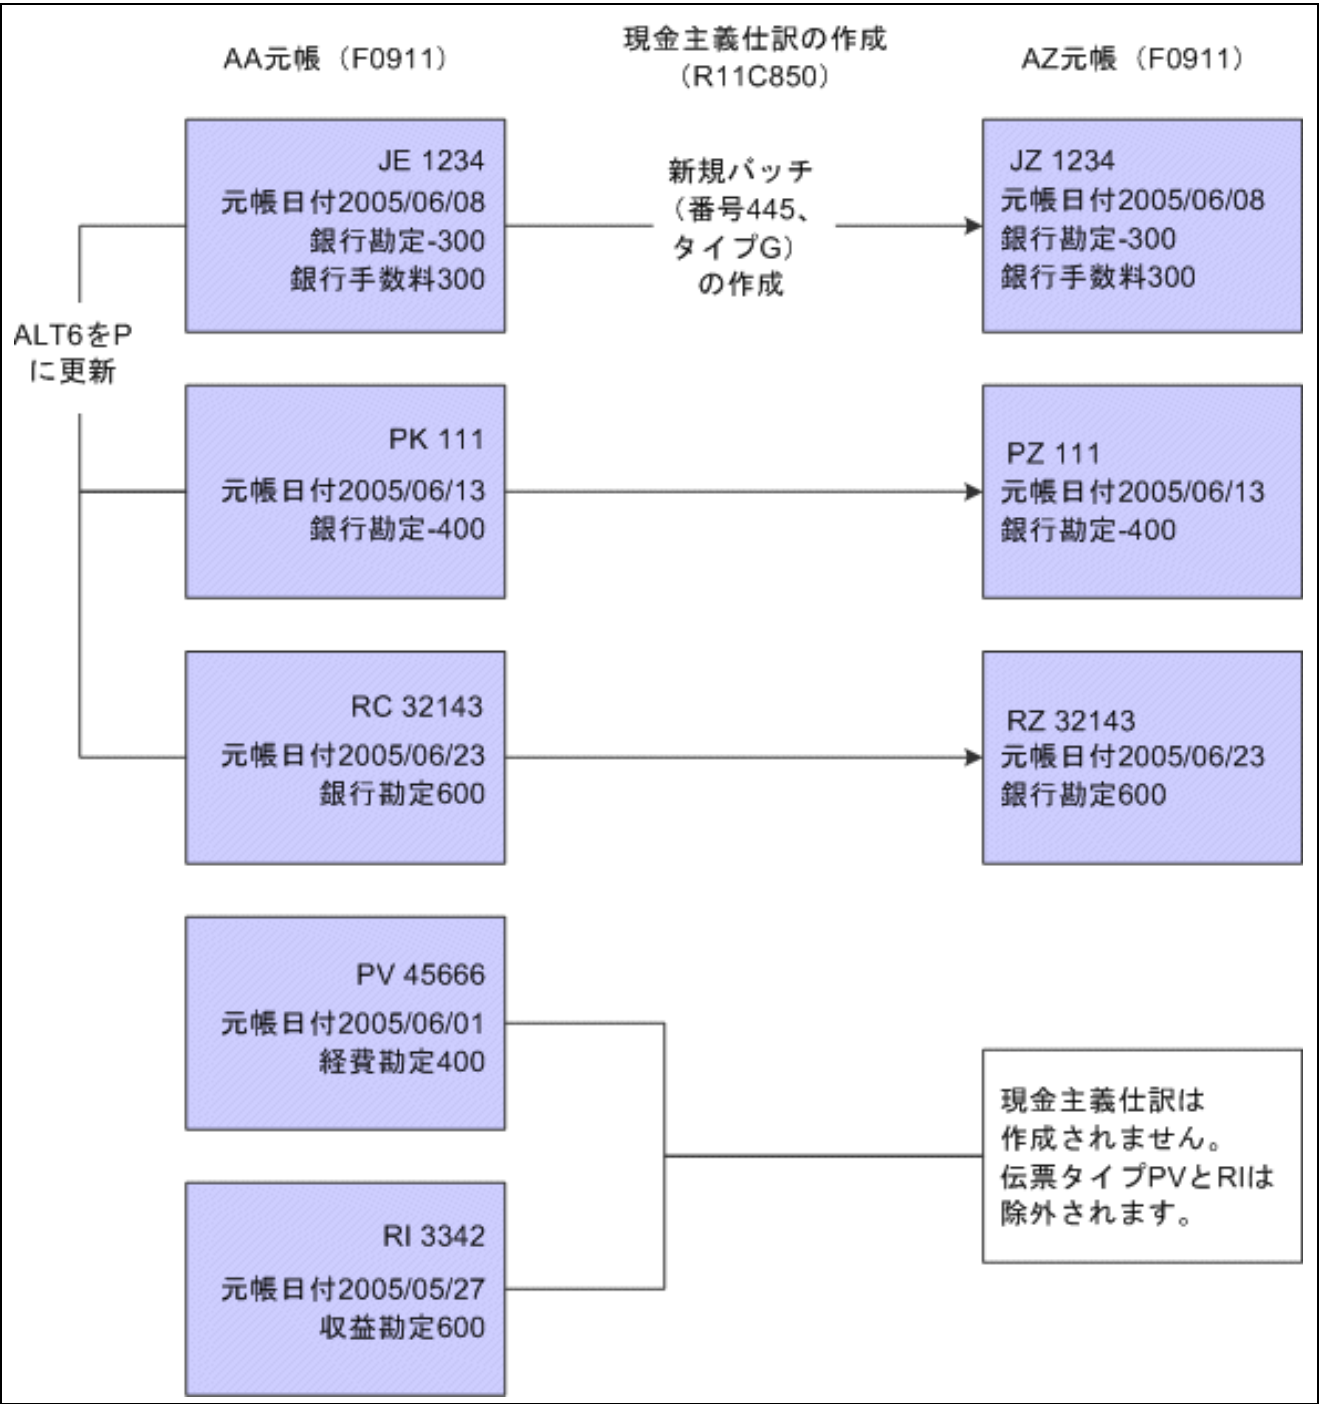 AA元帳（F0911）
現金主義仕訳の作成
（R11C850）
AZ元帳（F0911）
JE 1234
元帳日付2005/06/08
銀行勘定-300
銀行手数料300
新規バッチ
（番号445、
タイプG）
の作成
JZ 1234
元帳日付2005/06/08
銀行勘定-300
銀行手数料300
ALT6をP
に更新
PK 111
元帳日付2005/06/13
銀行勘定-400
PZ 111
元帳日付2005/06/13
銀行勘定-400
RC 32143
元帳日付2005/06/23
銀行勘定600
RZ 32143
元帳日付2005/06/23
銀行勘定600
PV 45666
元帳日付2005/06/01
経費勘定400
現金主義仕訳は
作成されません。
伝票タイプPVとRIは
除外されます。
RI 3342
元帳日付2005/05/27
収益勘定600